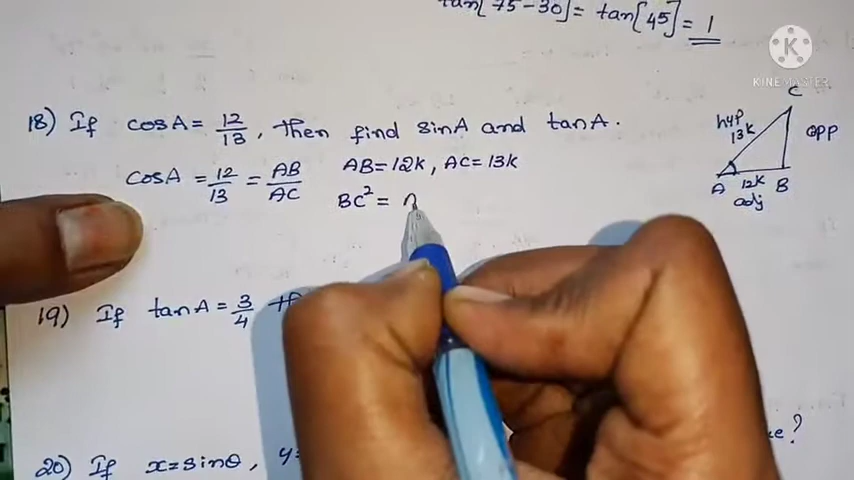 tan[75-30] = tan[45] = 1
KINEMASTER
18) If cosA = 12/13, then find sinA and tanA.
cosA = 12/13 = AB/AC AB = 12k, AC = 13k
BC² =
C
hyp
13k
opp
A 12k B
adj
19) If tanA = 3/4
20) If x = sinθ, y
?